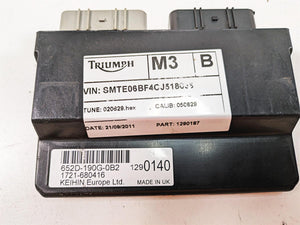 TRIUMPH M3 B
VIN: SMTE06BF4CJ518035
TUNE: 020628.hex CALIB: 050628
DATE: 21/09/2011 PART: 1290187
652D-190G-0B2 1290140
1721-680416
KEIHIN Europe Ltd. MADE IN UK